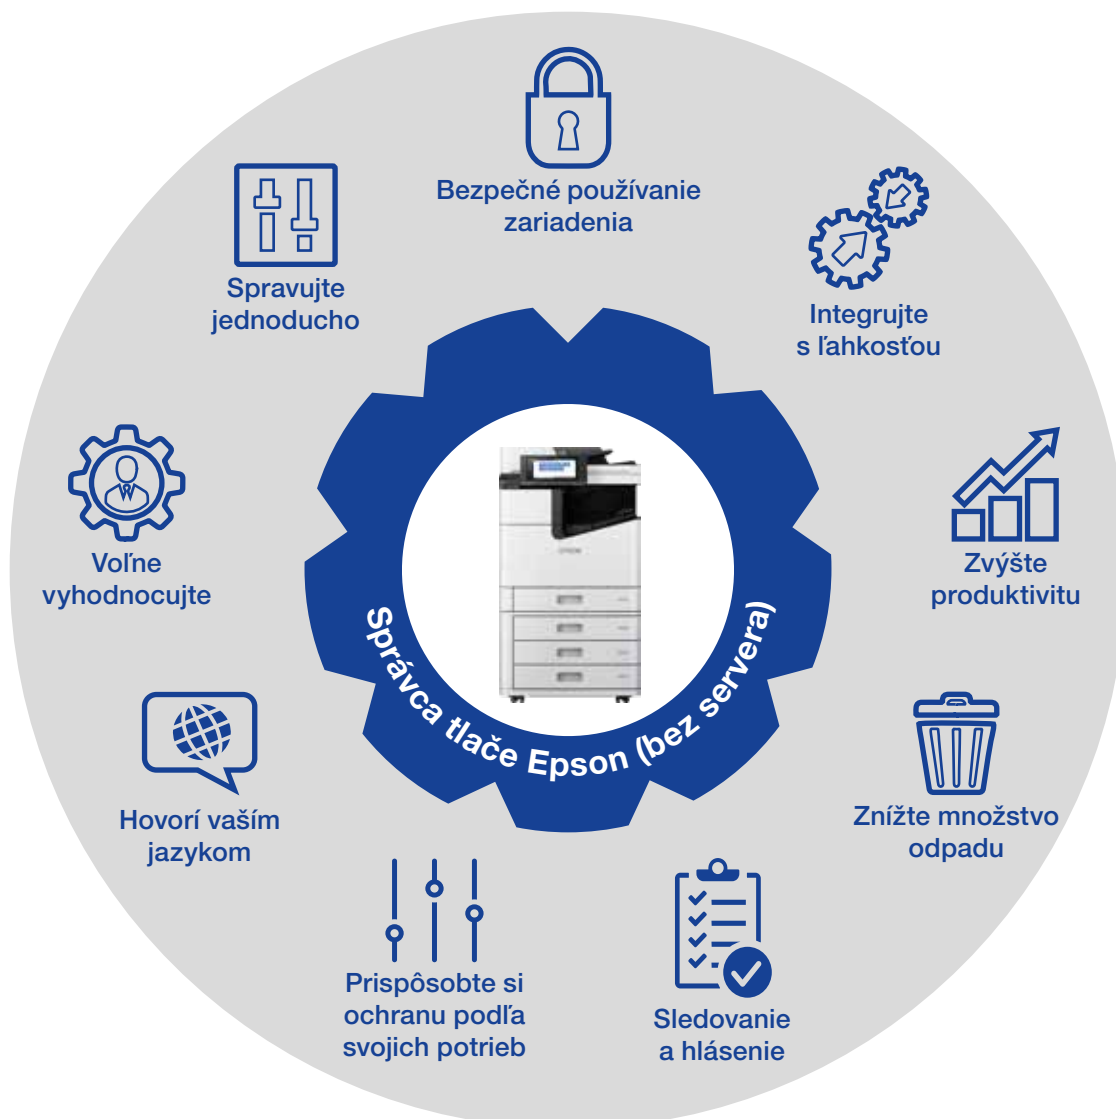 Bezpečné používanie
zariadenia
Integrujte
s ľahkosťou
Zvýšte
produktivitu
Znížte množstvo
odpadu
Sledovanie
a hlásenie
Prispôsobte si
ochranu podľa
svojich potrieb
Hovorí vaším
jazykom
Voľne
vyhodnocujte
Spravujte
jednoducho
EPSON
Správca tlače Epson (bez servera)